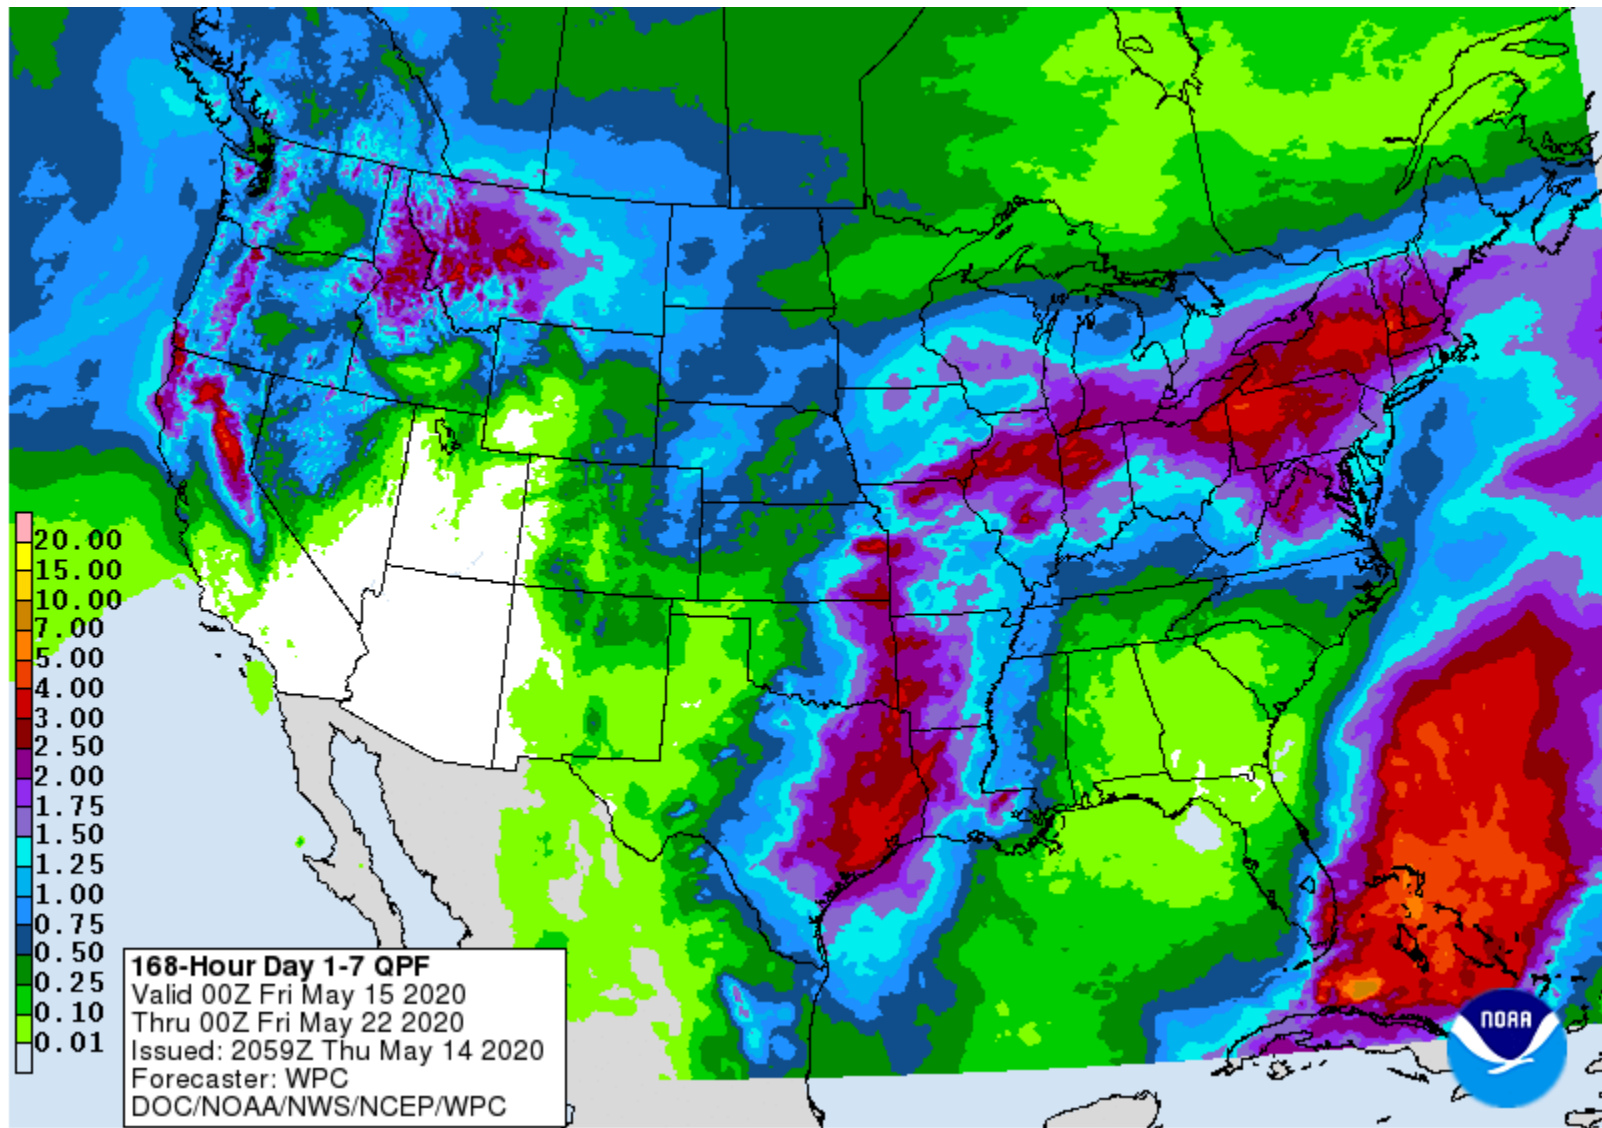 20.00
15.00
10.00
7.00
5.00
4.00
3.00
2.50
2.00
1.75
1.50
1.25
1.00
0.75
0.50
0.25
0.10
0.01
168-Hour Day 1-7 QPF
Valid 00Z Fri May 15 2020
Thru 00Z Fri May 22 2020
Issued: 2059Z Thu May 14 2020
Forecaster: WPC
DOC/NOAA/NWS/NCEP/WPC
NOAA